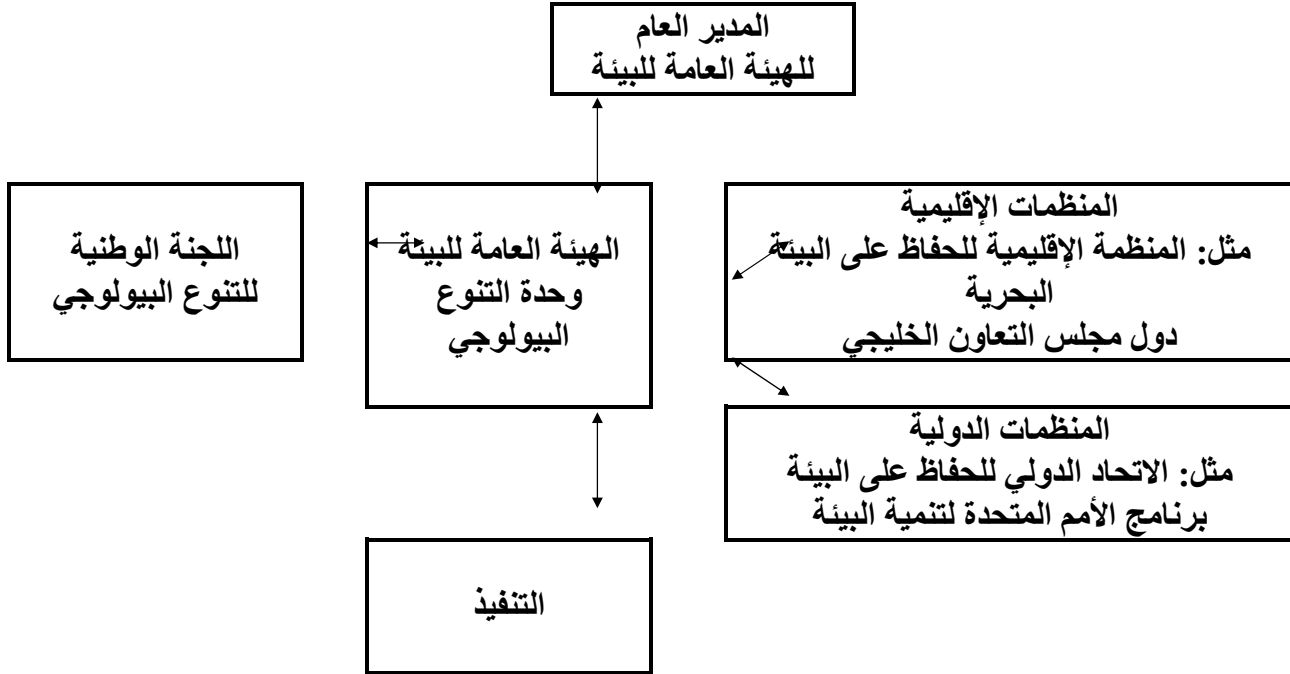 المدير العام
للهيئة العامة للبيئة
المنظمات الإقليمية
مثل: المنظمة الإقليمية للحفاظ على البيئة
البحرية
دول مجلس التعاون الخليجي
الهيئة العامة للبيئة
وحدة التنوع
البيولوجي
اللجنة الوطنية
للتنوع البيولوجي
المنظمات الدولية
مثل: الاتحاد الدولي للحفاظ على البيئة
برنامج الأمم المتحدة لتنمية البيئة
التنفيذ